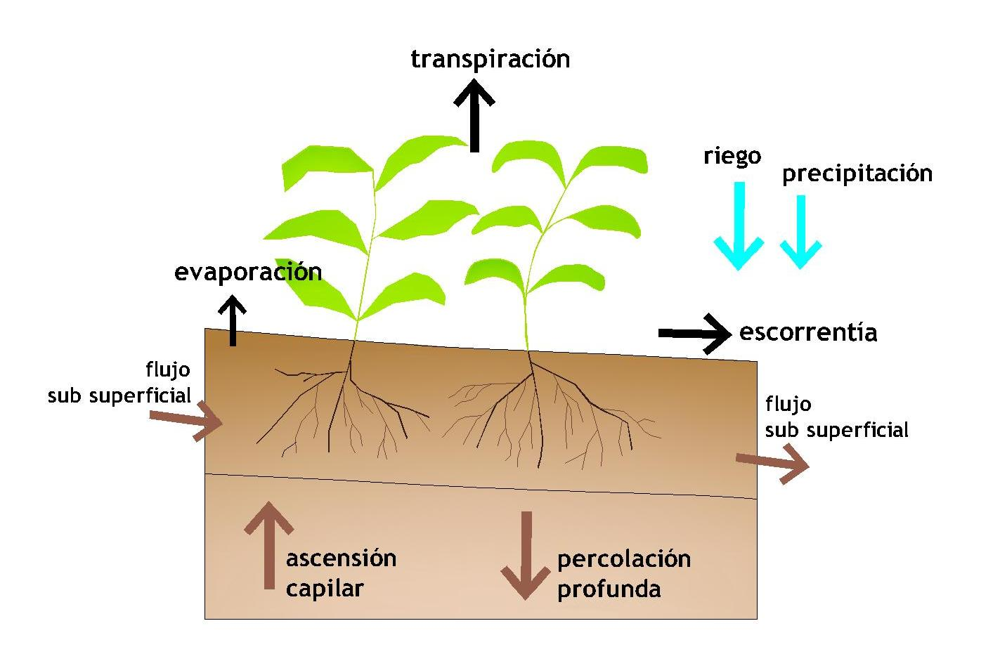 transpiración
riego
precipitación
evaporación
escorrentía
flujo
sub superficial
flujo
sub superficial
ascensión
capilar
percolación
profunda